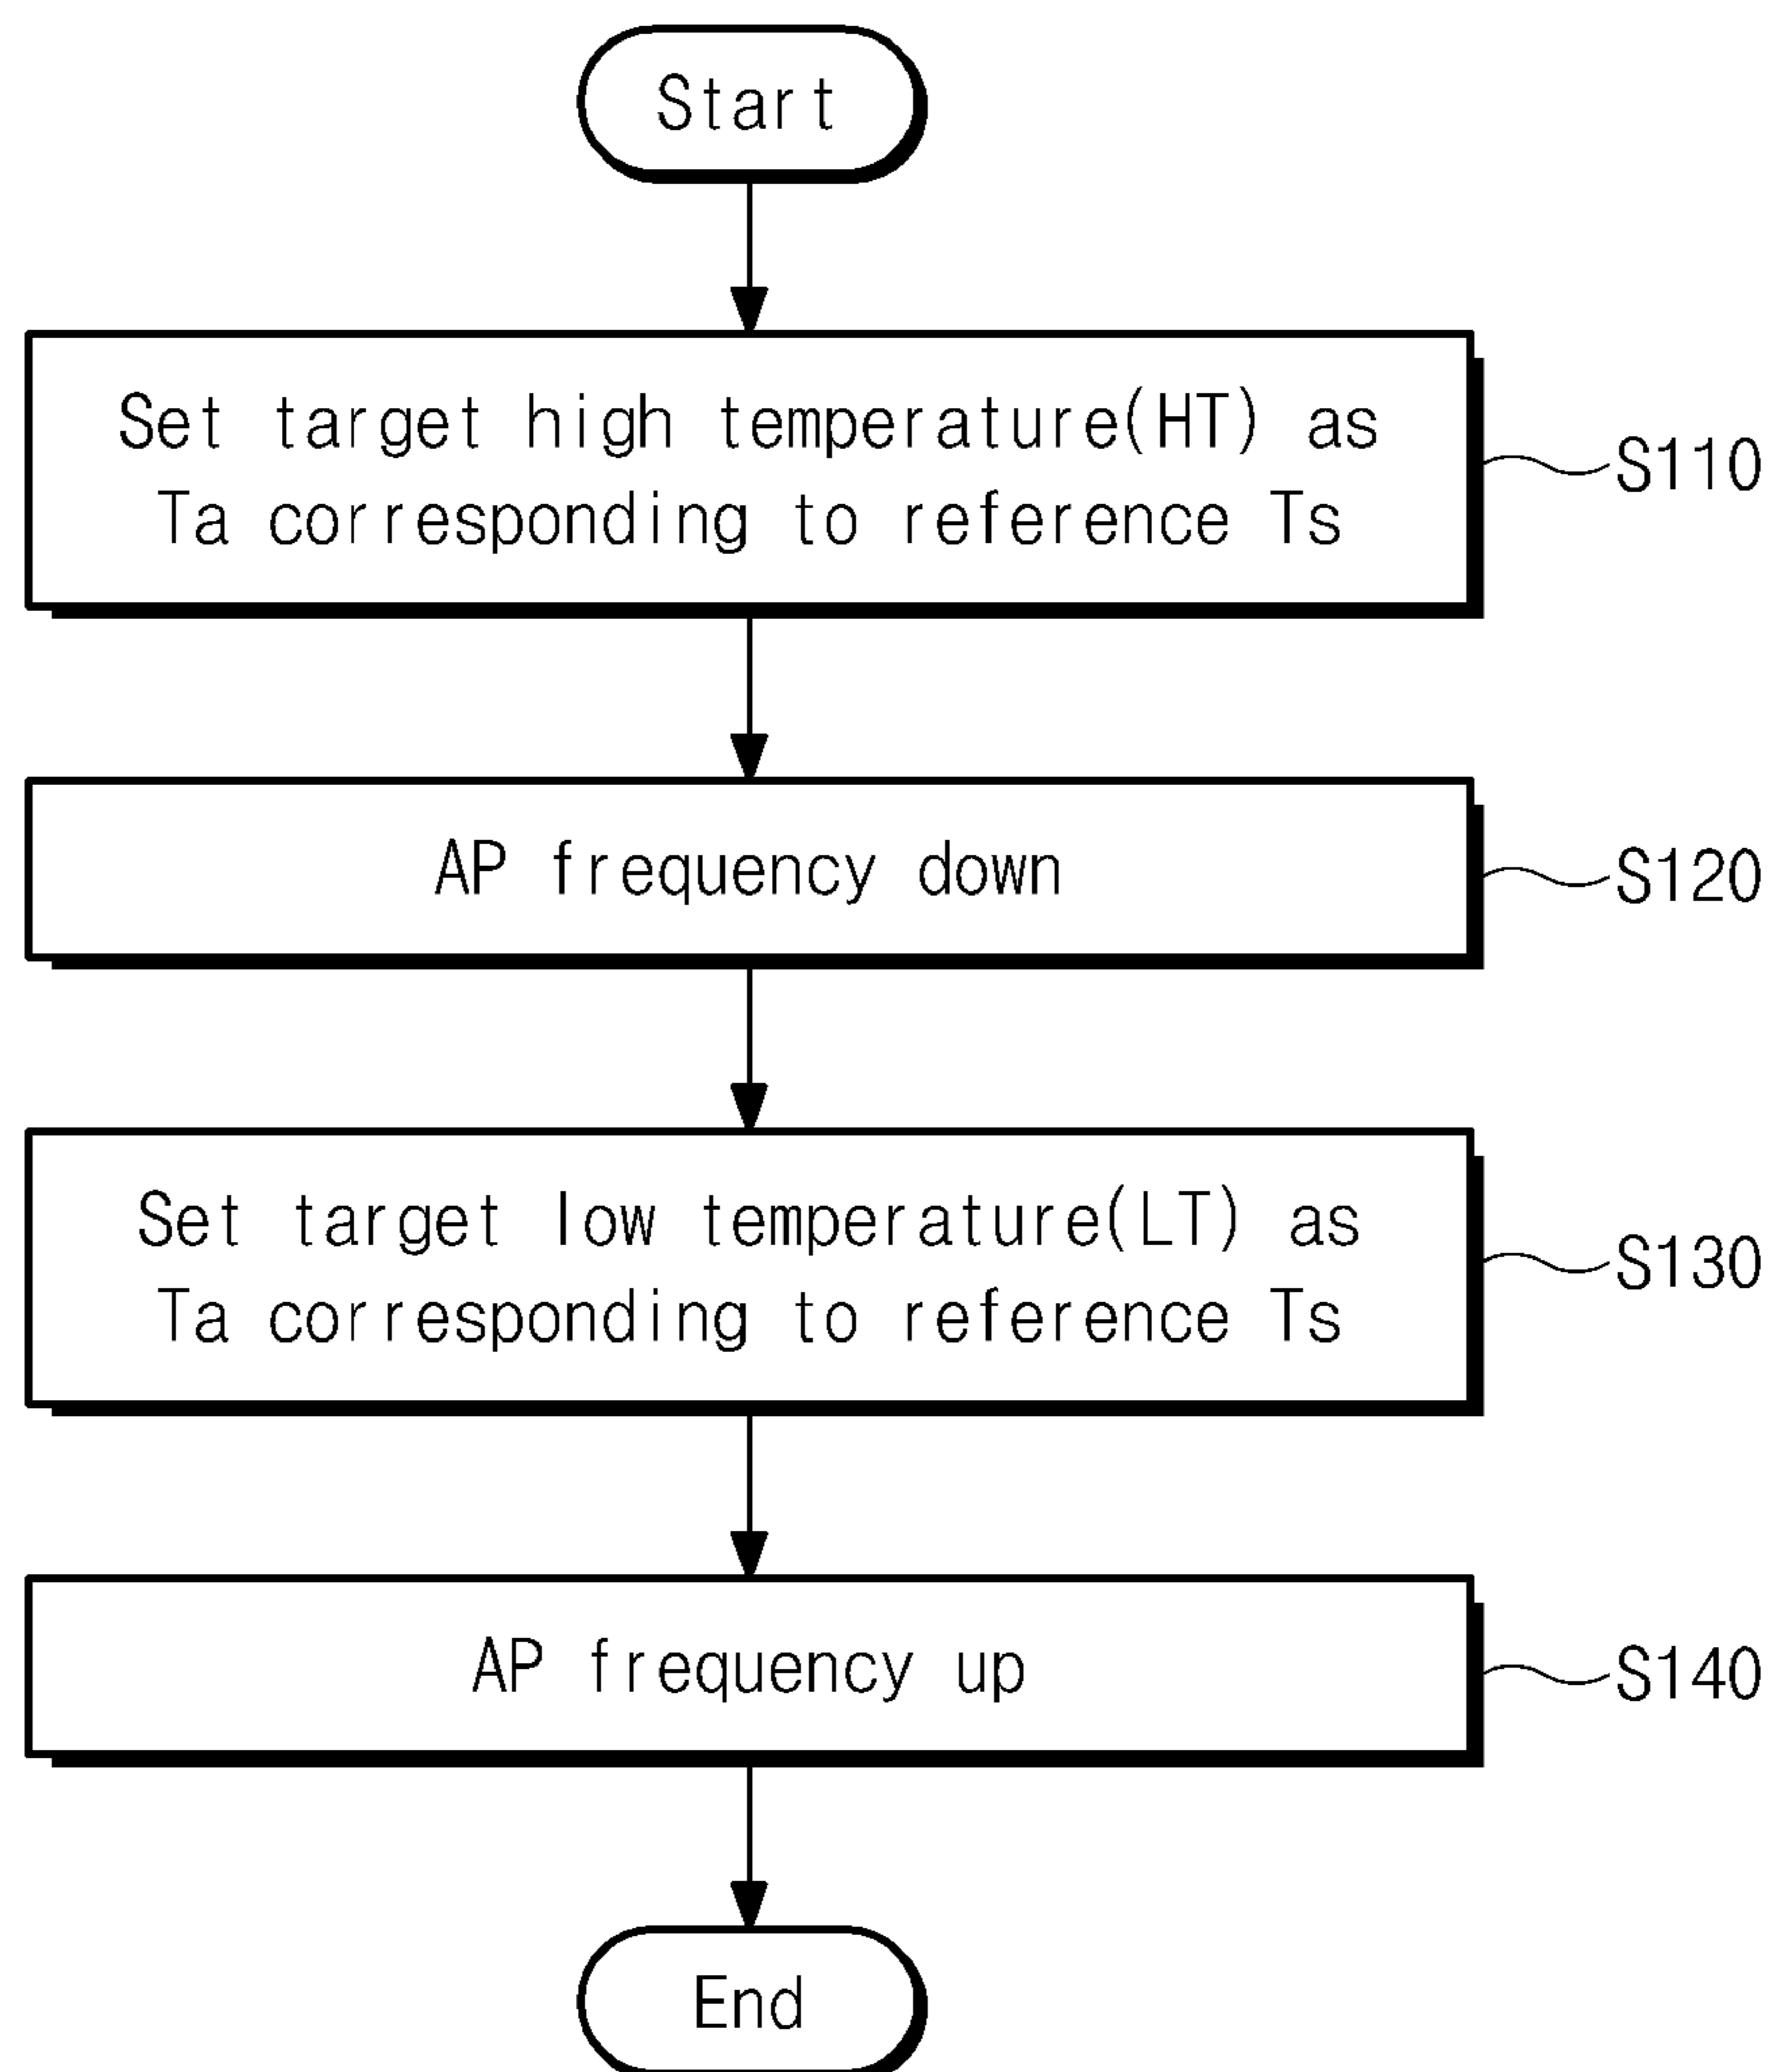 Start
Set target high temperature(HT) as
Ta corresponding to reference Ts
S110
AP frequency down
S120
Set target low temperature(LT) as
Ta corresponding to reference Ts
S130
AP frequency up
S140
End